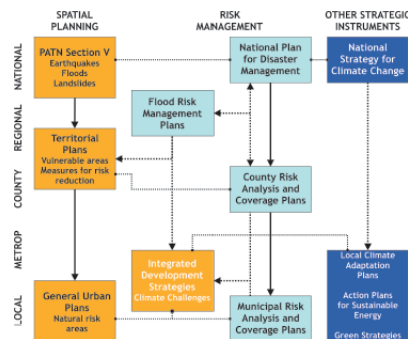 SPATIAL
PLANNING
RISK
MANAGEMENT
OTHER STRATEGIC
INSTRUMENTS
NATIONAL
PATN Section V
Earthquakes
Floods
Landslides
National Plan
for Disaster
Management
National
Strategy for
Climate Change
REGIONAL
Flood Risk
Management
Plans
COUNTY
Territorial
Plans
Vulnerable areas
Measures for risk
reduction
County Risk
Analysis and
Coverage Plans
METROP
Integrated
Development
Strategies
Climate Challenges
Local Climate
Adaptation
Plans
Action Plans
for Sustainable
Energy
Green Strategies
LOCAL
General Urban
Plans
Natural risk
areas
Municipal Risk
Analysis and
Coverage Plans